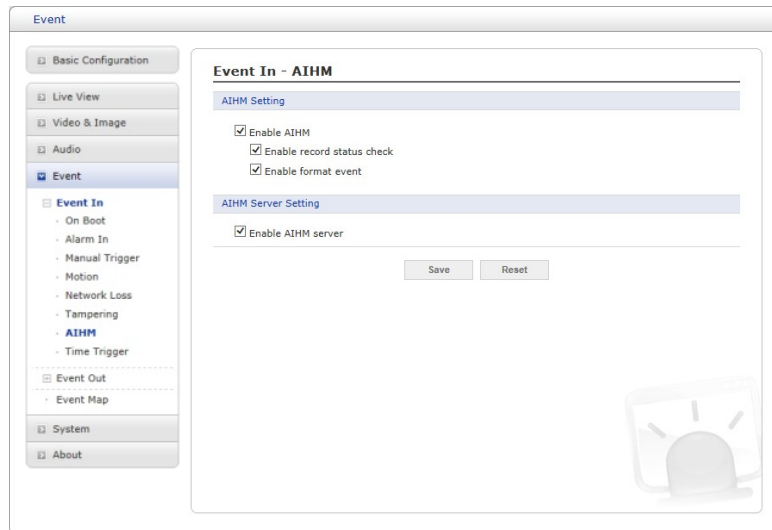 Event
Basic Configuration
Live View
Video & Image
Audio
Event
Event In
On Boot
Alarm In
Manual Trigger
Motion
Network Loss
Tampering
AIHM
Time Trigger
Event Out
Event Map
System
About
Event In - AIHM
AIHM Setting
Enable AIHM
Enable record status check
Enable format event
AIHM Server Setting
Enable AIHM server
Save Reset